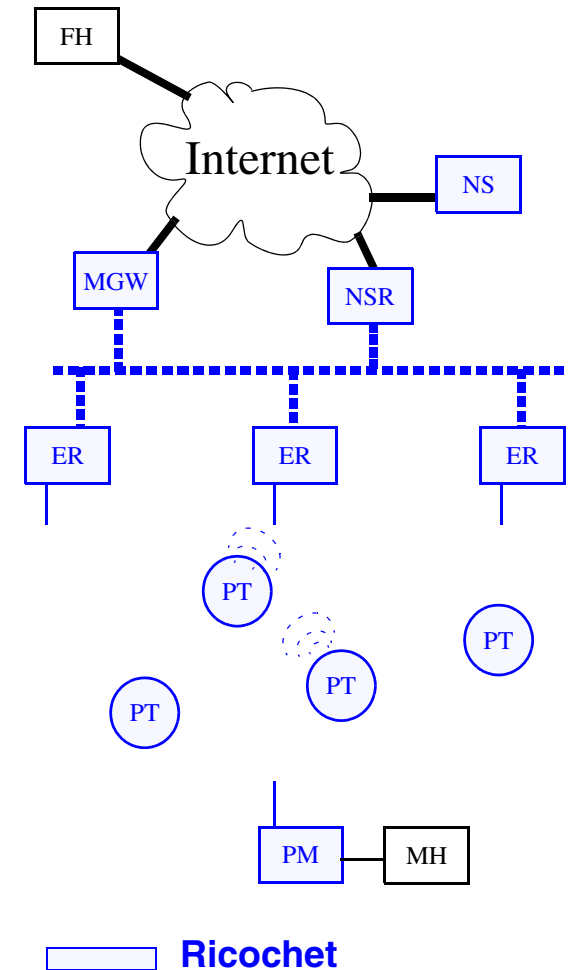 FH
Internet
NS
MGW
NSR
ER
ER
ER
PT
PT
PT
PT
PM
MH
Ricochet